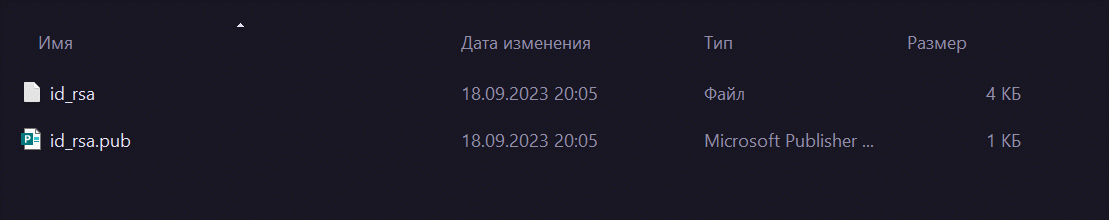 Имя Дата изменения Тип Размер
id_rsa 18.09.2023 20:05 Файл 4 КБ
id_rsa.pub 18.09.2023 20:05 Microsoft Publisher ... 1 КБ